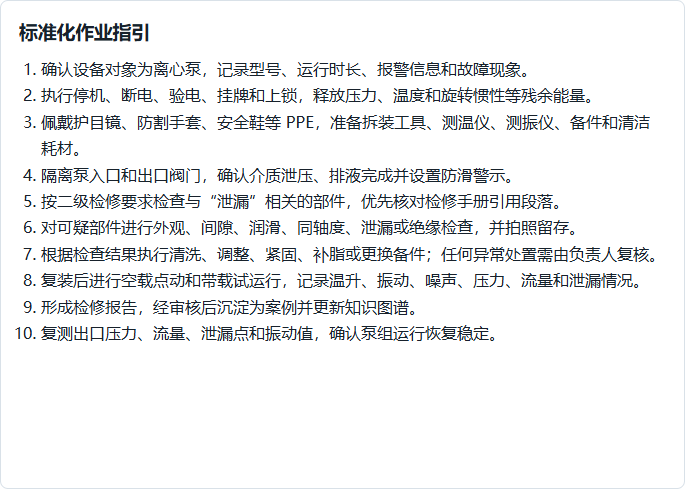 标准化作业指引
1. 确认设备对象为离心泵，记录型号、运行时长、报警信息和故障现象。
2. 执行停机、断电、验电、挂牌和上锁，释放压力、温度和旋转惯性等残余能量。
3. 佩戴护目镜、防割手套、安全鞋等 PPE，准备拆装工具、测温仪、测振仪、备件和清洁
耗材。
4. 隔离泵入口和出口阀门，确认介质泄压、排液完成并设置防滑警示。
5. 按二级检修要求检查与“泄漏”相关的部件，优先核对检修手册引用段落。
6. 对可疑部件进行外观、间隙、润滑、同轴度、泄漏或绝缘检查，并拍照留存。
7. 根据检查结果执行清洗、调整、紧固、补脂或更换备件；任何异常处置需由负责人复核。
8. 复装后进行空载点动和带载试运行，记录温升、振动、噪声、压力、流量和泄漏情况。
9. 形成检修报告，经审核后沉淀为案例并更新知识图谱。
10. 复测出口压力、流量、泄漏点和振动值，确认泵组运行恢复稳定。